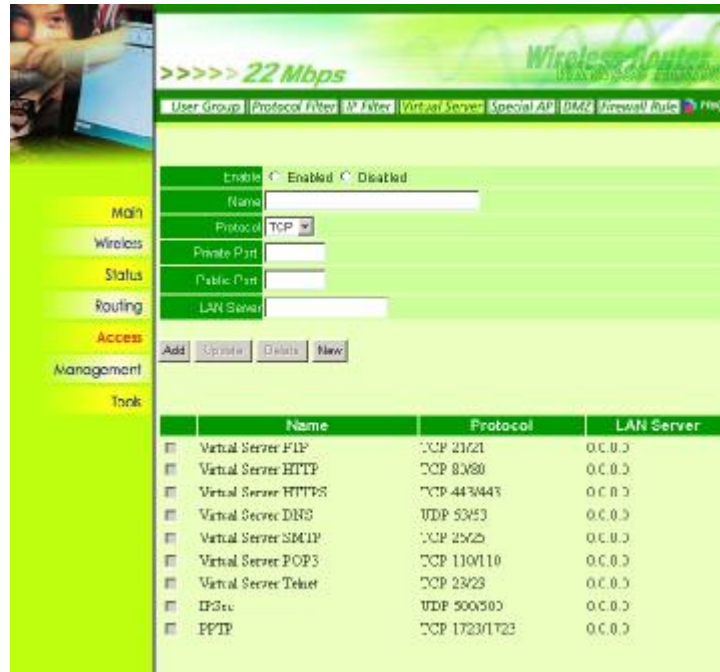 >>>>> 22 Mbps
Wireless Router
User Group Protocol Filter IP Filter Virtual Server Special AP DMZ Firewall Rule
Enable Enabled Disabled
Name
Protocol TCP
Private Port
Public Port
LAN Server
Add Update Delete New
Main
Wireless
Status
Routing
Access
Management
Tools
Name Protocol LAN Server
Virtual Server FTP TCP 21/21 0.0.0.0
Virtual Server HTTP TCP 80/80 0.0.0.0
Virtual Server HTTPS TCP 443/443 0.0.0.0
Virtual Server DNS UDP 53/53 0.0.0.0
Virtual Server SMTP TCP 25/25 0.0.0.0
Virtual Server POP3 TCP 110/110 0.0.0.0
Virtual Server Telnet TCP 23/23 0.0.0.0
IPSec UDP 500/500 0.0.0.0
PPTP TCP 1723/1723 0.0.0.0